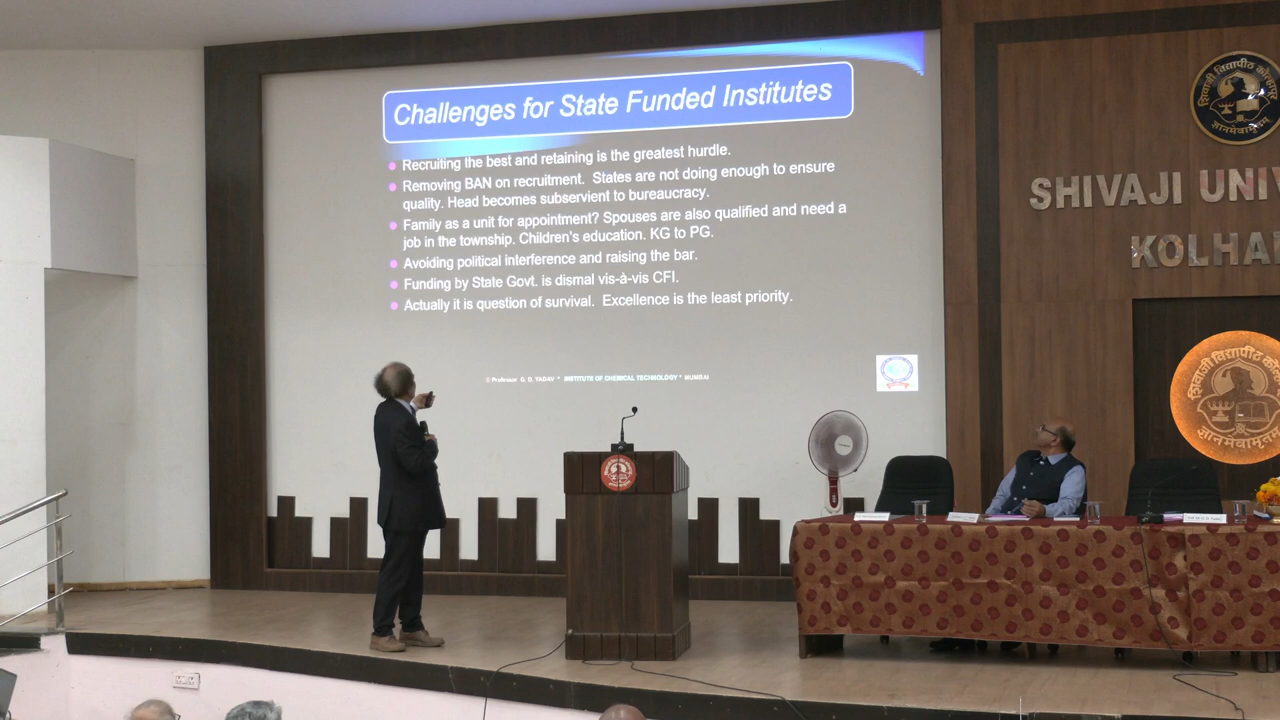 Challenges for State Funded Institutes
Recruiting the best and retaining is the greatest hurdle.
Removing BAN on recruitment. States are not doing enough to ensure
quality. Head becomes subservient to bureaucracy.
Family as a unit for appointment? Spouses are also qualified and need a
job in the township. Children's education. KG to PG.
Avoiding political interference and raising the bar.
Funding by State Govt. is dismal vis-à-vis CFI.
Actually it is question of survival. Excellence is the least priority.
Professor G. D. YADAV * INSTITUTE OF CHEMICAL TECHNOLOGY * MUMBAI
शिवाजी विद्यापीठ कोल्हापूर
ज्ञानमेवामृतम्
SHIVAJI UNIV
KOLHA
शिवाजी विद्यापीठ
ज्ञानमेवामृतम्